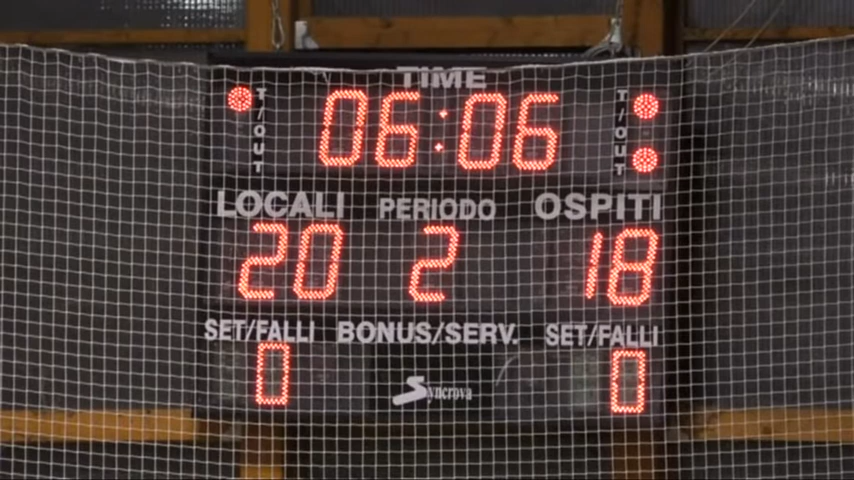 TIME
T/OUT 06:06 T/OUT
LOCALI PERIODO OSPITI
20 2 18
SET/FALLI BONUS/SERV. SET/FALLI
0 Syncrova 0